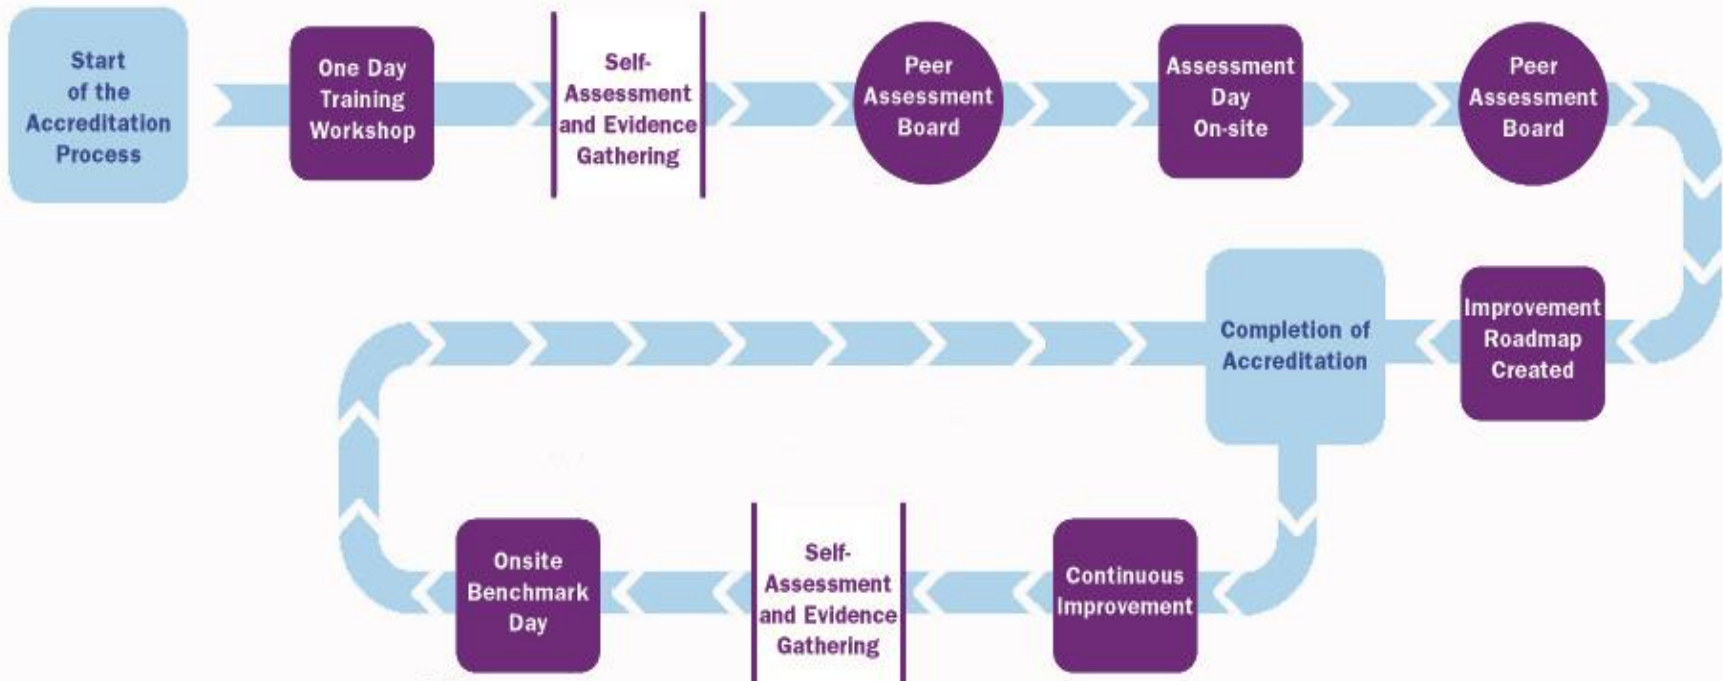 Start
of the
Accreditation
Process
One Day
Training
Workshop
Self-
Assessment
and Evidence
Gathering
Peer
Assessment
Board
Assessment
Day
On-site
Peer
Assessment
Board
Improvement
Roadmap
Created
Completion of
Accreditation
Continuous
Improvement
Self-
Assessment
and Evidence
Gathering
Onsite
Benchmark
Day